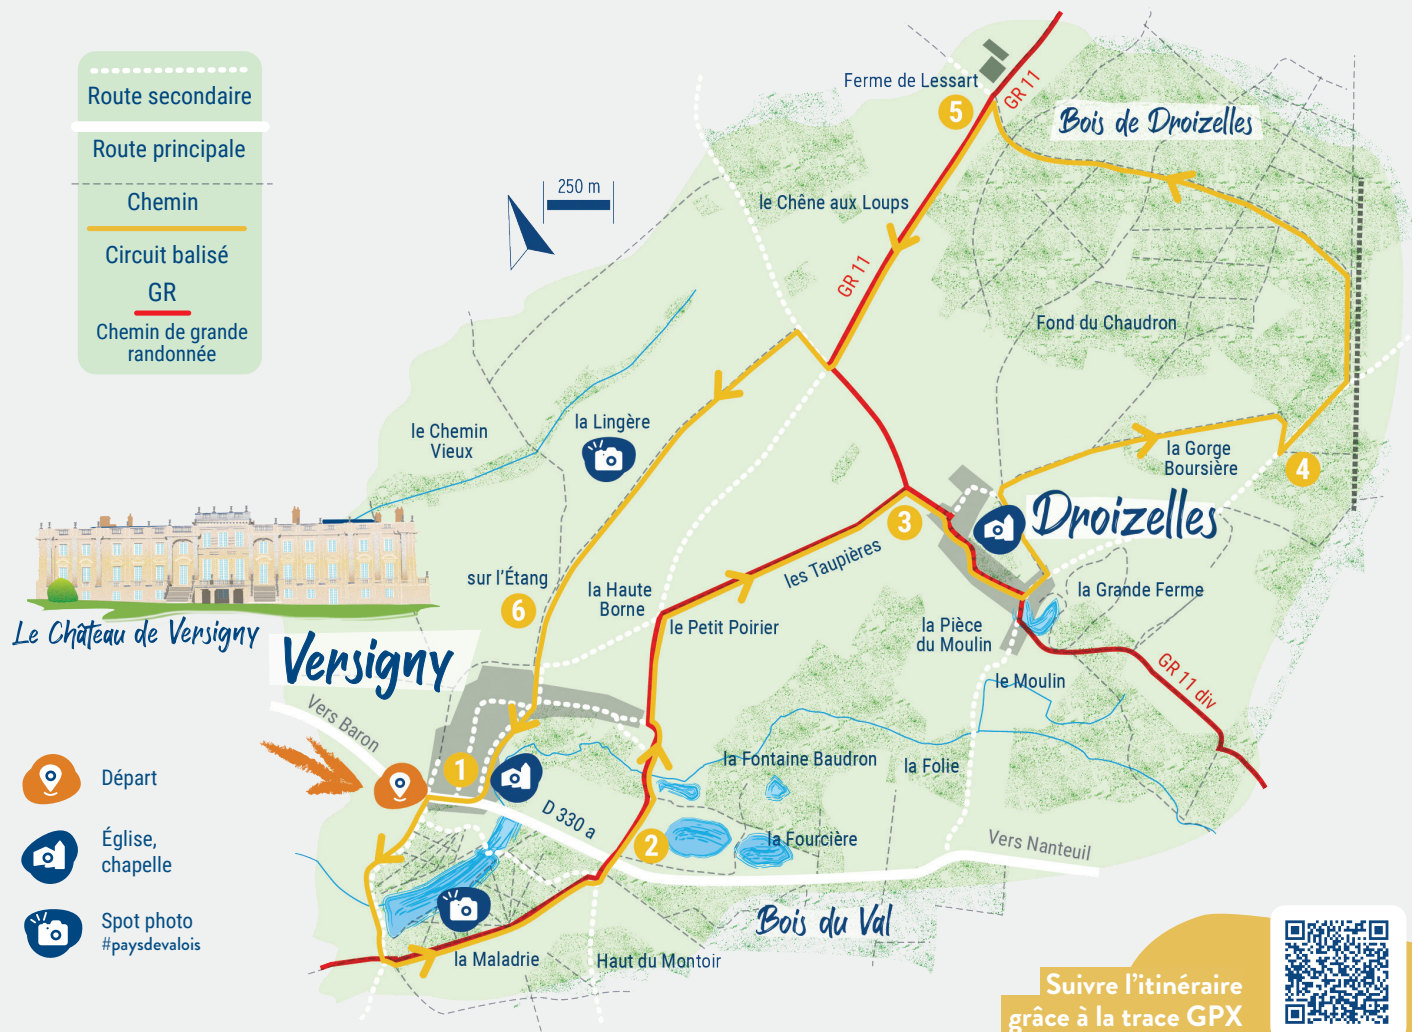 Route secondaire
Route principale
Chemin
Circuit balisé
GR
Chemin de grande
randonnée
250 m
Ferme de Lessart
5
GR 11
Bois de Droizelles
le Chêne aux Loups
GR 11
Fond du Chaudron
le Chemin
Vieux
la Lingère
la Gorge
Boursière
4
3
Droizelles
les Taupières
sur l'Étang
6
la Haute
Borne
le Petit Poirier
la Grande Ferme
la Pièce
du Moulin
le Moulin
GR 11 div
Le Château de Versigny
Versigny
Vers Baron
1
D 330 a
2
la Fontaine Baudron
la Folie
la Fourcière
Vers Nanteuil
Bois du Val
la Maladrie
Haut du Montoir
Départ
Église,
chapelle
Spot photo
#paysdevalois
Suivre l'itinéraire
grâce à la trace GPX